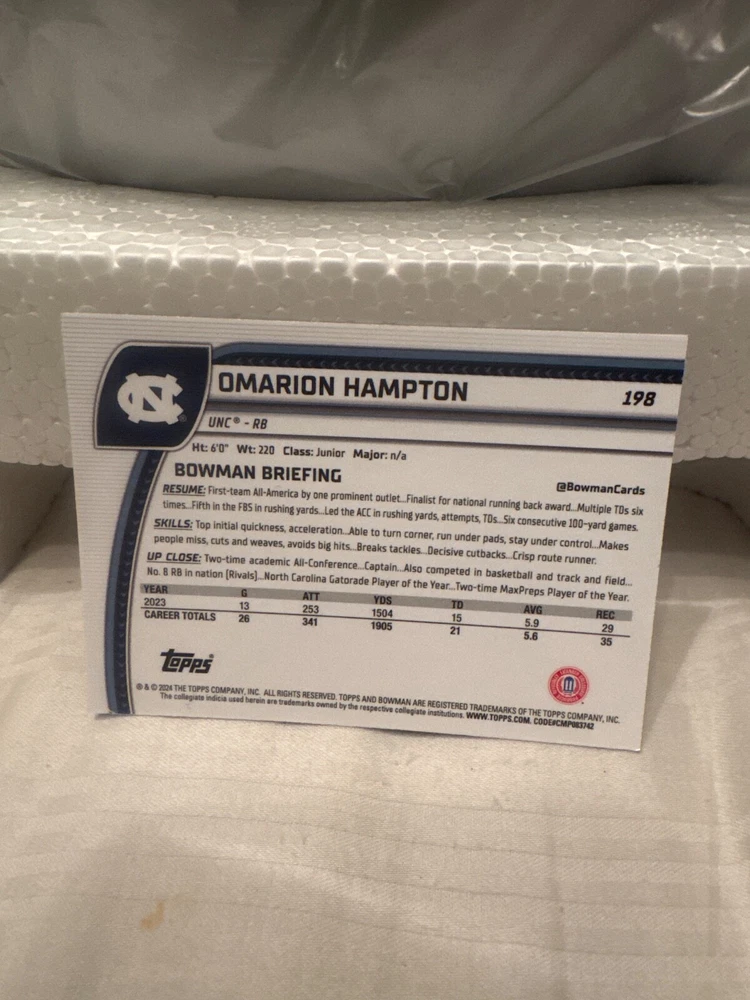 NC
OMARION HAMPTON
198
UNC® - RB
Ht: 6'0" Wt: 220 Class: Junior Major: n/a
BOWMAN BRIEFING
@BowmanCards
RESUME: First-team All-America by one prominent outlet...Finalist for national running back award...Multiple TDs six
times...Fifth in the FBS in rushing yards...Led the ACC in rushing yards, attempts, TDs...Six consecutive 100-yard games.
SKILLS: Top initial quickness, acceleration...Able to turn corner, run under pads, stay under control...Makes
people miss, cuts and weaves, avoids big hits...Breaks tackles...Decisive cutbacks...Crisp route runner.
UP CLOSE: Two-time academic All-Conference...Captain...Also competed in basketball and track and field...
No. 8 RB in nation (Rivals)...North Carolina Gatorade Player of the Year...Two-time MaxPreps Player of the Year.
YEAR G ATT YDS TD AVG REC
2023 13 253 1504 15 5.9 29
CAREER TOTALS 26 341 1905 21 5.6 35
topps®
® & © 2024 THE TOPPS COMPANY, INC. ALL RIGHTS RESERVED. TOPPS AND BOWMAN ARE REGISTERED TRADEMARKS OF THE TOPPS COMPANY, INC.
The collegiate indicia used herein are trademarks owned by the respective collegiate institutions. WWW.TOPPS.COM. CODE#CMP083742